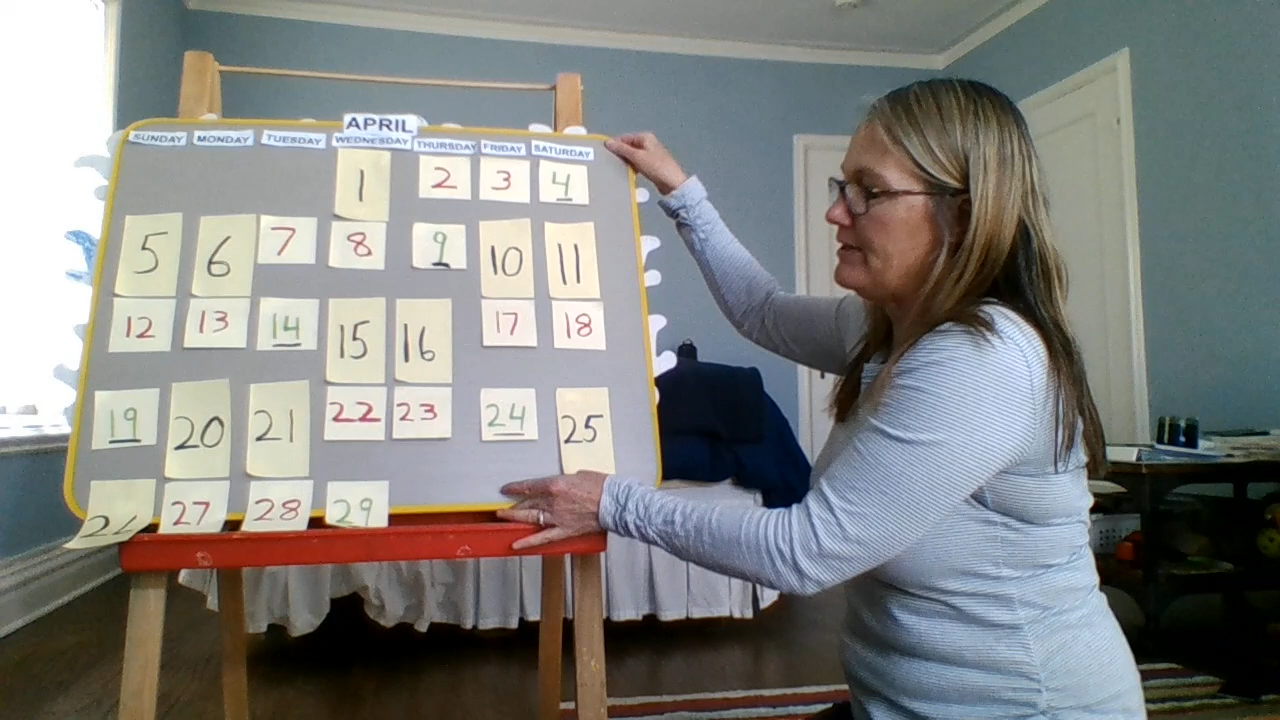 APRIL
SUNDAY MONDAY TUESDAY WEDNESDAY THURSDAY FRIDAY SATURDAY
1 2 3 4
5 6 7 8 9 10 11
12 13 14 15 16 17 18
19 20 21 22 23 24 25
26 27 28 29